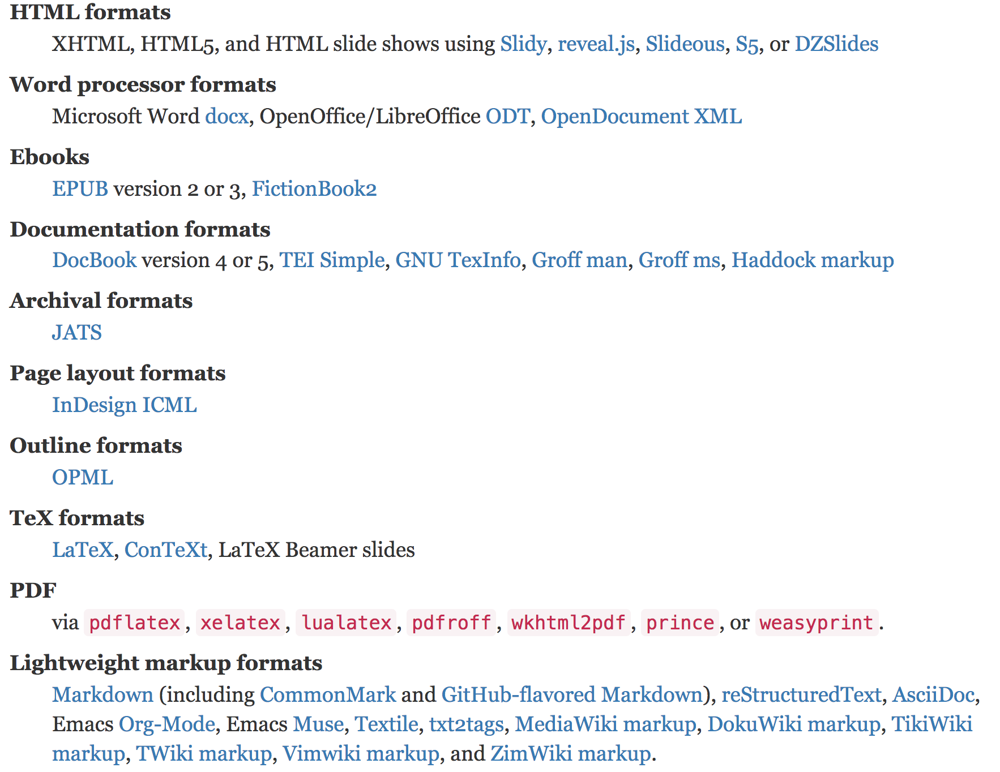 HTML formats
XHTML, HTML5, and HTML slide shows using Slidy, reveal.js, Slideous, S5, or DZSlides
Word processor formats
Microsoft Word docx, OpenOffice/LibreOffice ODT, OpenDocument XML
Ebooks
EPUB version 2 or 3, FictionBook2
Documentation formats
DocBook version 4 or 5, TEI Simple, GNU TexInfo, Groff man, Groff ms, Haddock markup
Archival formats
JATS
Page layout formats
InDesign ICML
Outline formats
OPML
TeX formats
LaTeX, ConTeXt, LaTeX Beamer slides
PDF
via pdflatex, xelatex, lualatex, pdfroff, wkhtml2pdf, prince, or weasyprint.
Lightweight markup formats
Markdown (including CommonMark and GitHub-flavored Markdown), reStructuredText, AsciiDoc,
Emacs Org-Mode, Emacs Muse, Textile, txt2tags, MediaWiki markup, DokuWiki markup, TikiWiki
markup, TWiki markup, Vimwiki markup, and ZimWiki markup.